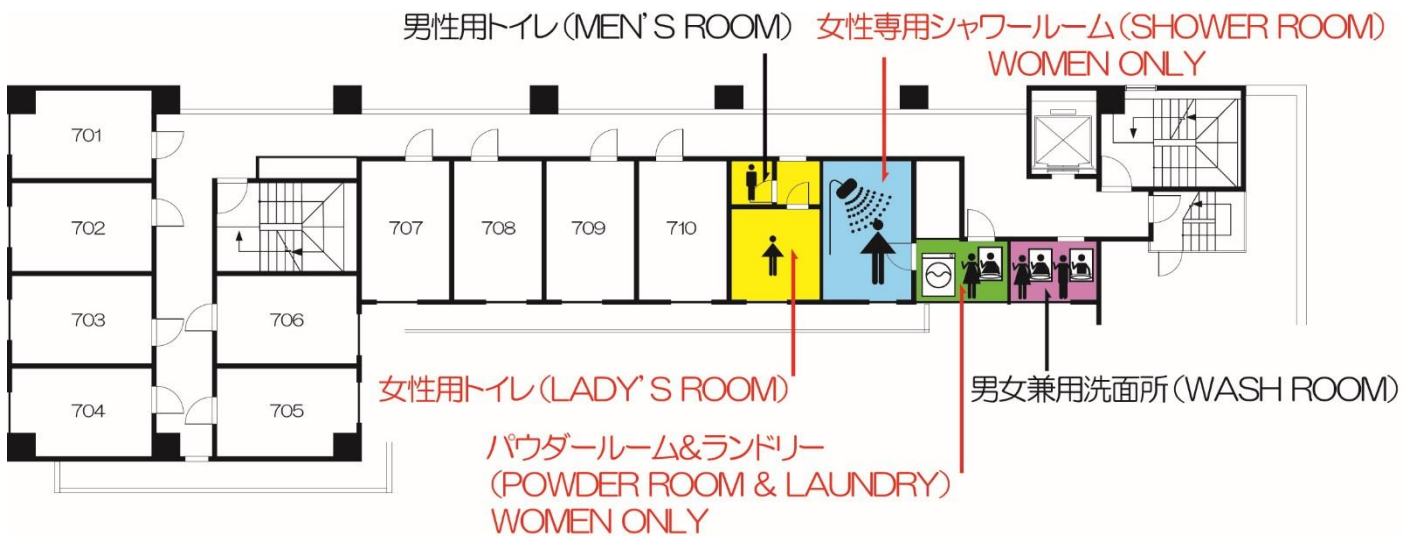 男性用トイレ(MEN'S ROOM)
女性専用シャワールーム(SHOWER ROOM)
WOMEN ONLY
701
702
703
704
705
706
707
708
709
710
女性用トイレ(LADY'S ROOM)
男女兼用洗面所(WASH ROOM)
パウダールーム&ランドリー
(POWDER ROOM & LAUNDRY)
WOMEN ONLY